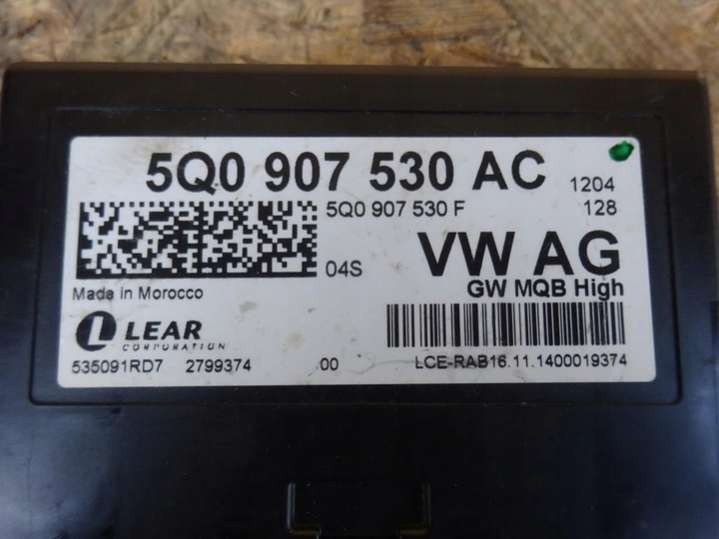 5Q0 907 530 AC 1204
5Q0 907 530 F 128
04S VW AG
Made in Morocco GW MQB High
LEAR
CORPORATION
535091RD7 2799374 00 LCE-RAB16.11.1400019374